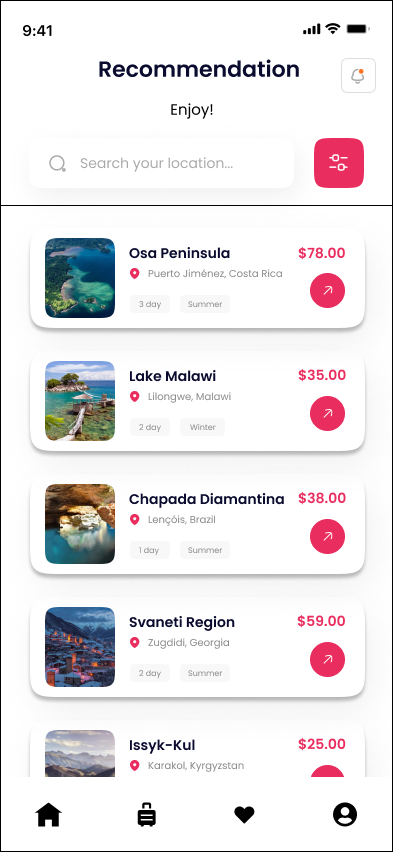 9:41
Recommendation
Enjoy!
Search your location...
Osa Peninsula
$78.00
Puerto Jiménez, Costa Rica
3 day
Summer
Lake Malawi
$35.00
Lilongwe, Malawi
2 day
Winter
Chapada Diamantina
$38.00
Lençóis, Brazil
1 day
Summer
Svaneti Region
$59.00
Zugdidi, Georgia
2 day
Summer
Issyk-Kul
$25.00
Karakol, Kyrgyzstan